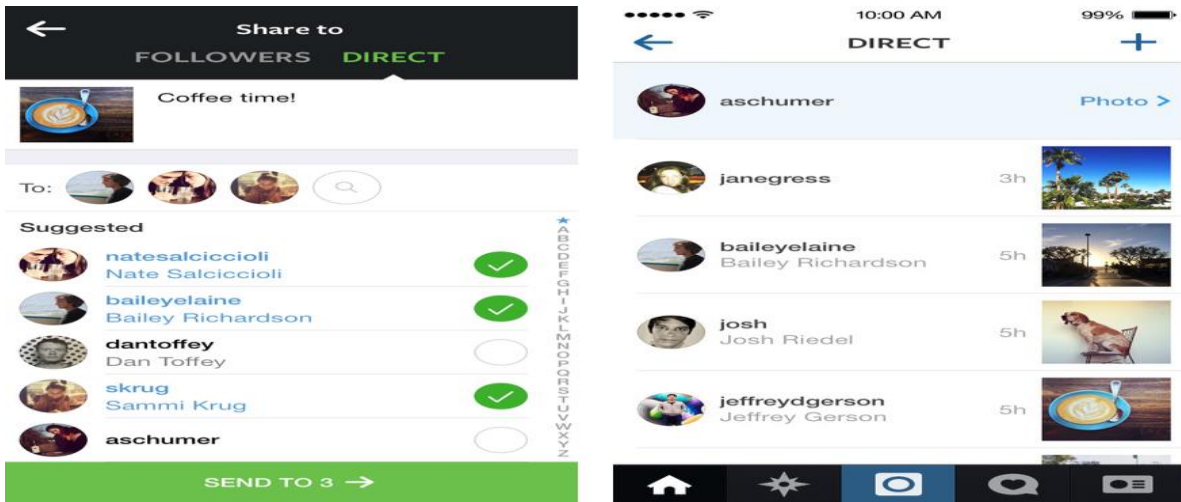 Share to
FOLLOWERS DIRECT
Coffee time!
To:
Suggested
natesalciccioli
Nate Salciccioli
baileyelaine
Bailey Richardson
dantoffey
Dan Toffey
skrug
Sammi Krug
aschumer
A
B
C
D
E
F
G
H
I
J
K
L
M
N
O
P
Q
R
S
T
U
V
W
X
Y
Z
SEND TO 3 →
10:00 AM 99%
DIRECT
aschumer Photo >
janegress 3h
baileyelaine
Bailey Richardson 5h
josh
Josh Riedel 5h
jeffreydgerson
Jeffrey Gerson 5h